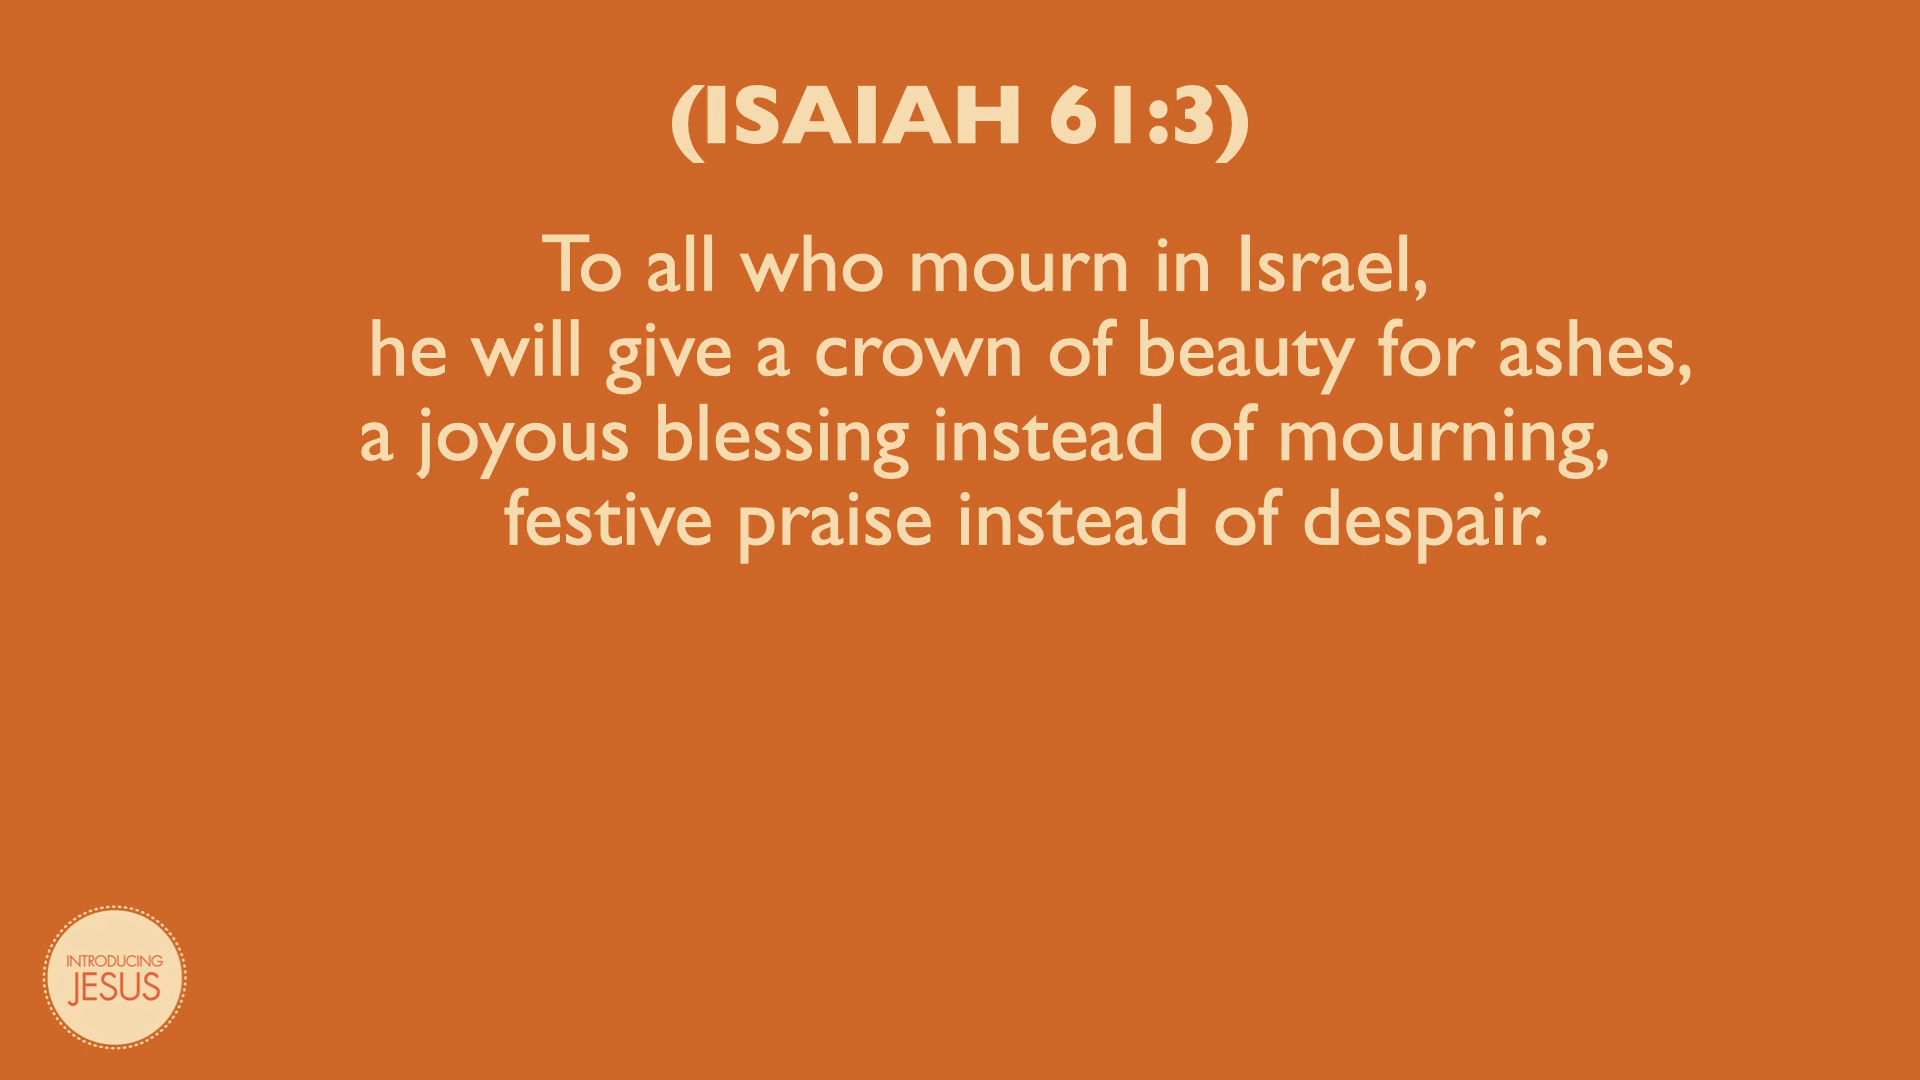 (ISAIAH 61:3)
To all who mourn in Israel,
he will give a crown of beauty for ashes,
a joyous blessing instead of mourning,
festive praise instead of despair.
INTRODUCING
JESUS